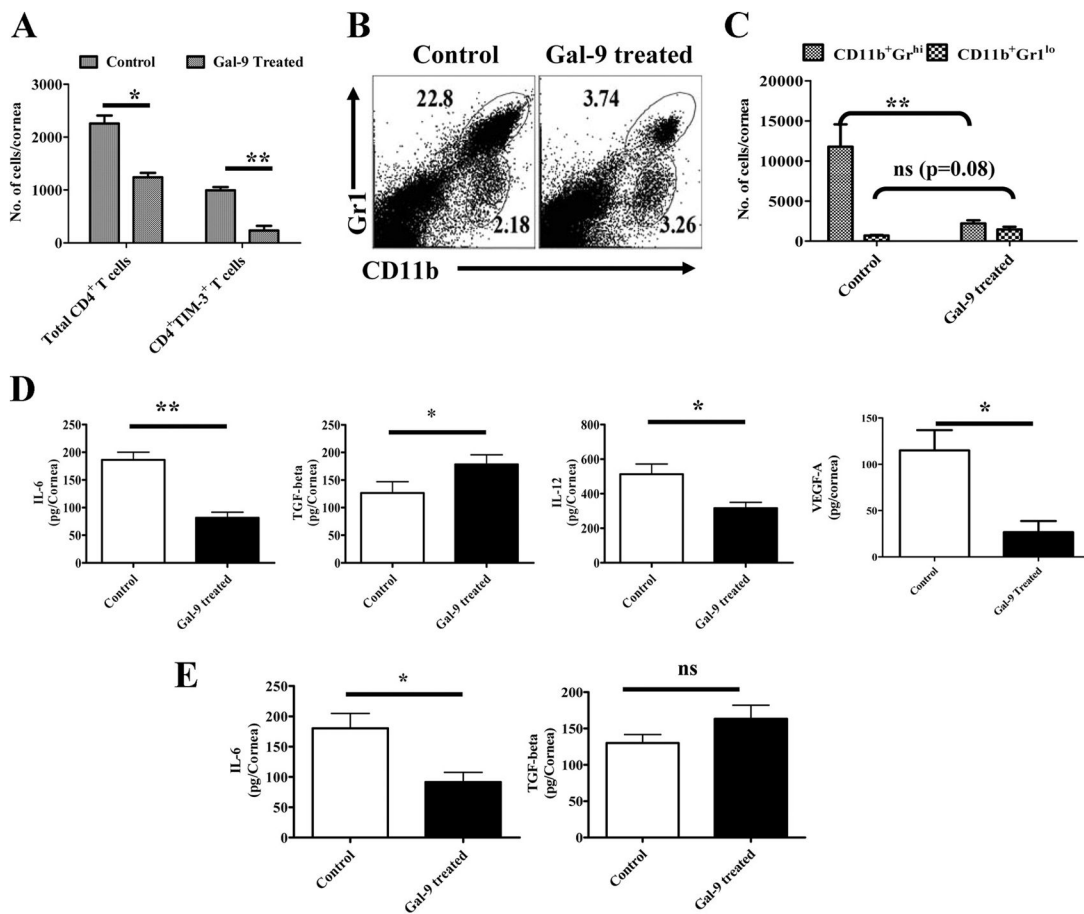 A
Control
Gal-9 Treated
3000
2000
1000
0
No. of cells/cornea
*
**
Total CD4+ T cells
CD4+TIM-3+ T cells
B
Control
Gal-9 treated
22.8
2.18
3.74
3.26
Gr1
CD11b
C
CD11b+Grhi
CD11b+Gr1lo
20000
15000
10000
5000
0
No. of cells/cornea
**
ns (p=0.08)
Control
Gal-9 treated
D
**
250
200
150
100
50
0
IL-6
(pg/Cornea)
Control
Gal-9 treated
*
250
200
150
100
50
0
TGF-beta
(pg/Cornea)
Control
Gal-9 treated
*
800
600
400
200
0
IL-12
(pg/Cornea)
Control
Gal-9 treated
*
150
100
50
0
VEGF-A
(pg/cornea)
Control
Gal-9 Treated
E
*
250
200
150
100
50
0
IL-6
(pg/Cornea)
Control
Gal-9 treated
ns
200
150
100
50
0
TGF-beta
(pg/Cornea)
Control
Gal-9 treated